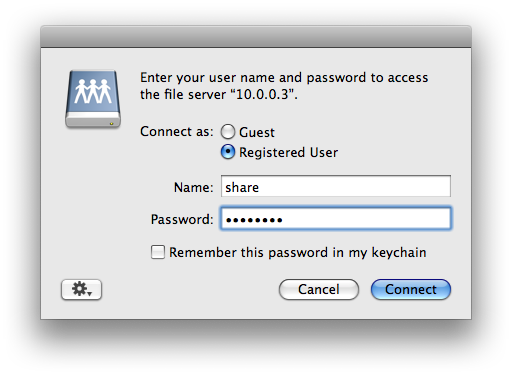 Enter your user name and password to access
the file server “10.0.0.3”.
Connect as: Guest
Registered User
Name: share
Password: ••••••••
Remember this password in my keychain
Cancel Connect